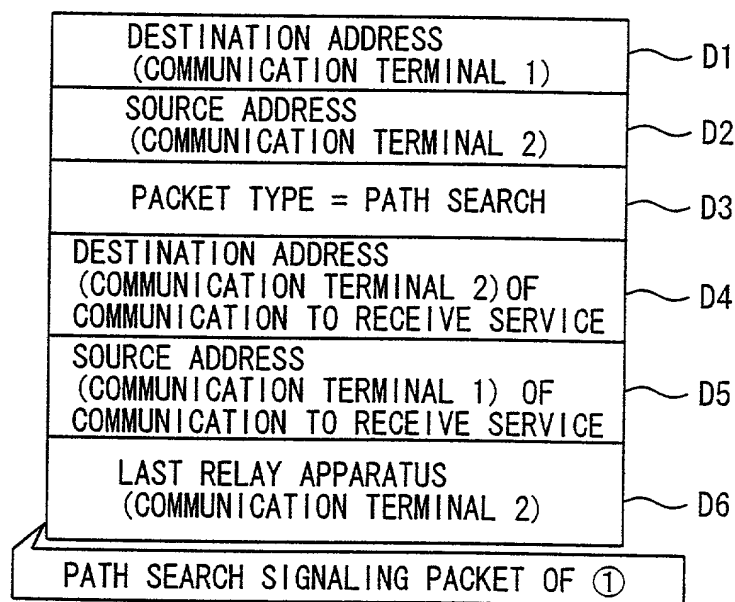 DESTINATION ADDRESS
(COMMUNICATION TERMINAL 1)
D1
SOURCE ADDRESS
(COMMUNICATION TERMINAL 2)
D2
PACKET TYPE = PATH SEARCH
D3
DESTINATION ADDRESS
(COMMUNICATION TERMINAL 2) OF
COMMUNICATION TO RECEIVE SERVICE
D4
SOURCE ADDRESS
(COMMUNICATION TERMINAL 1) OF
COMMUNICATION TO RECEIVE SERVICE
D5
LAST RELAY APPARATUS
(COMMUNICATION TERMINAL 2)
D6
PATH SEARCH SIGNALING PACKET OF ①